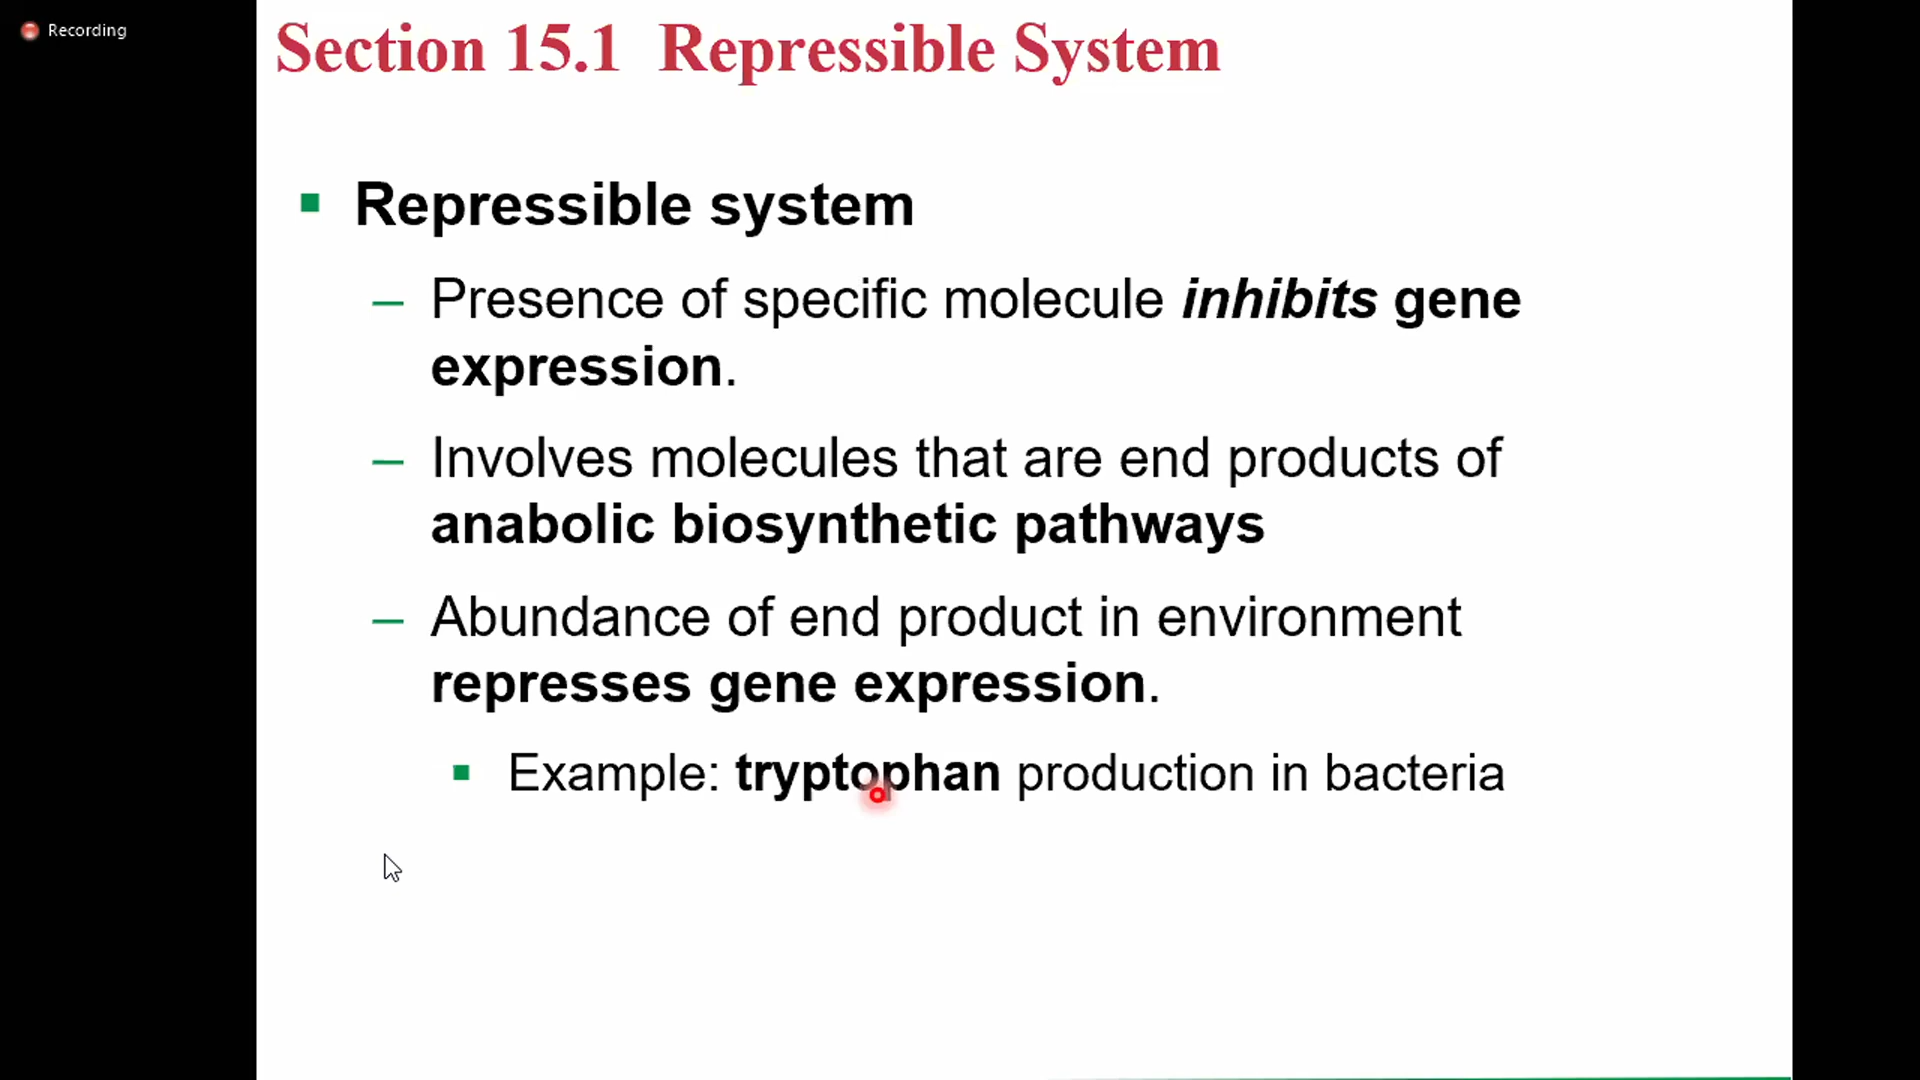 Recording
Section 15.1 Repressible System
Repressible system
– Presence of specific molecule inhibits gene
expression.
– Involves molecules that are end products of
anabolic biosynthetic pathways
– Abundance of end product in environment
represses gene expression.
Example: tryptophan production in bacteria